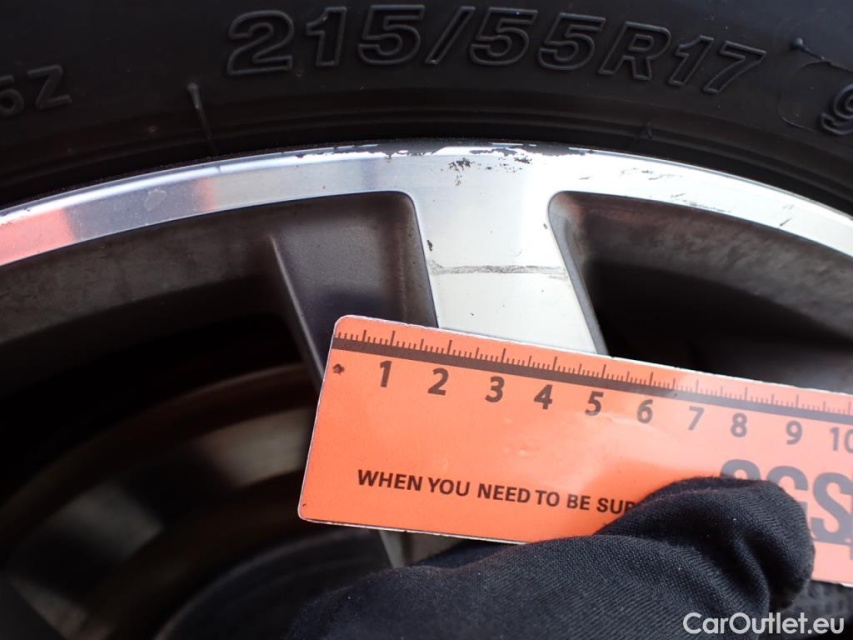 215/55R17
1 2 3 4 5 6 7 8 9 10
WHEN YOU NEED TO BE
CarOutlet.eu